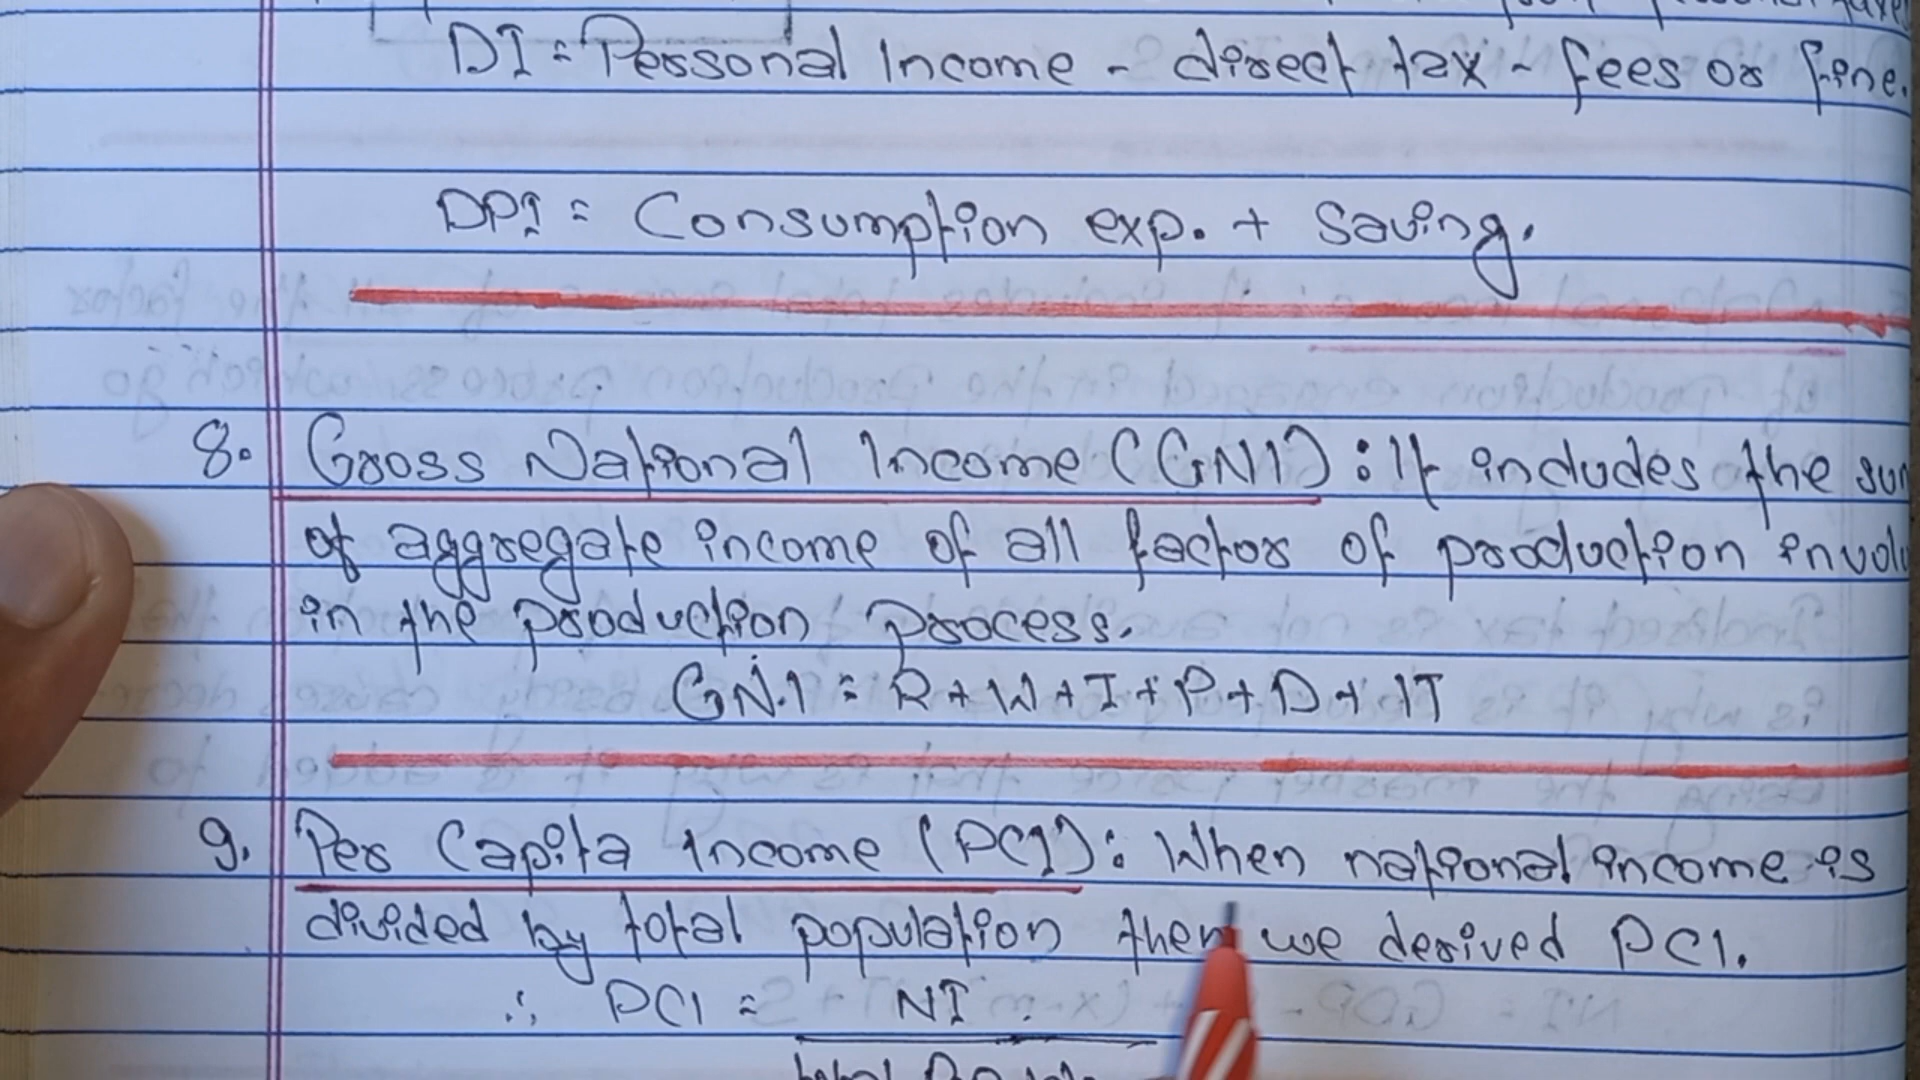 DI = Personal Income - direct tax - fees or fine.
DPI = Consumption exp. + Saving.
8. Gross National Income (GNI) : It includes the
of aggregate income of all factor of production
in the production process.
GNI = R + W + I + P + D + IT
9. Per Capita Income (PCI) : When national income is
divided by total population then we derived PCI.
∴ PCI = NI